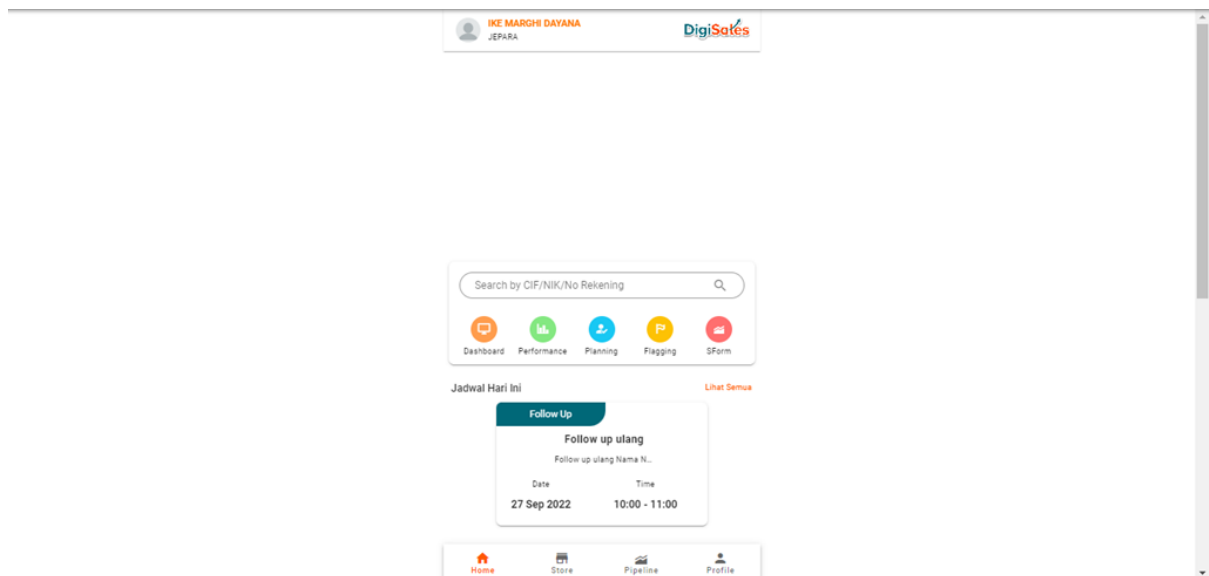 IKE MARGHI DAYANA
JEPARA
DigiSales
Search by CIF/NIK/No Rekening
Dashboard Performance Planning Flagging SForm
Jadwal Hari Ini Lihat Semua
Follow Up
Follow up ulang
Follow up ulang Nama N...
Date Time
27 Sep 2022 10:00 - 11:00
Home Store Pipeline Profile